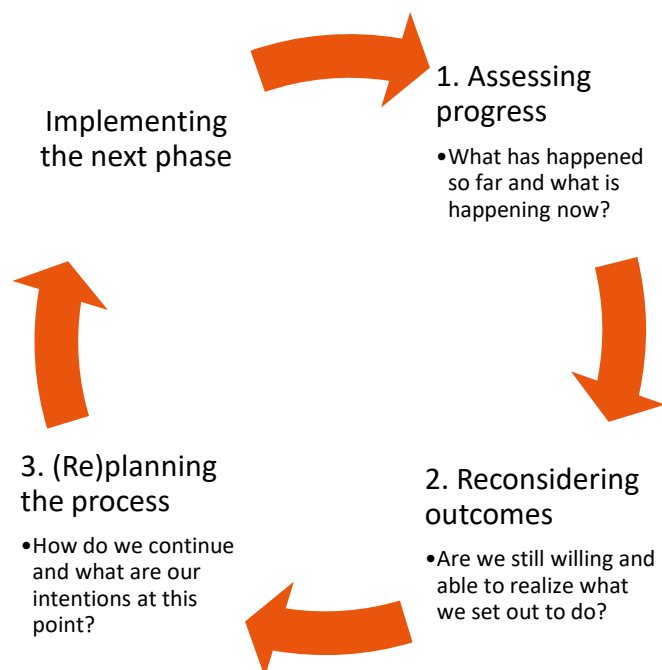 Implementing
the next phase
1. Assessing
progress
•What has happened
so far and what is
happening now?
2. Reconsidering
outcomes
•Are we still willing and
able to realize what
we set out to do?
3. (Re)planning
the process
•How do we continue
and what are our
intentions at this
point?